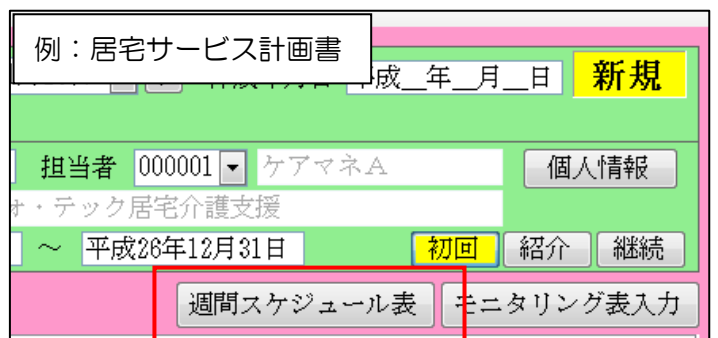 例：居宅サービス計画書
成__年__月__日 新規
担当者 000001 ケアマネA 個人情報
ォ・テック居宅介護支援
～ 平成26年12月31日 初回 紹介 継続
週間スケジュール表 モニタリング表入力